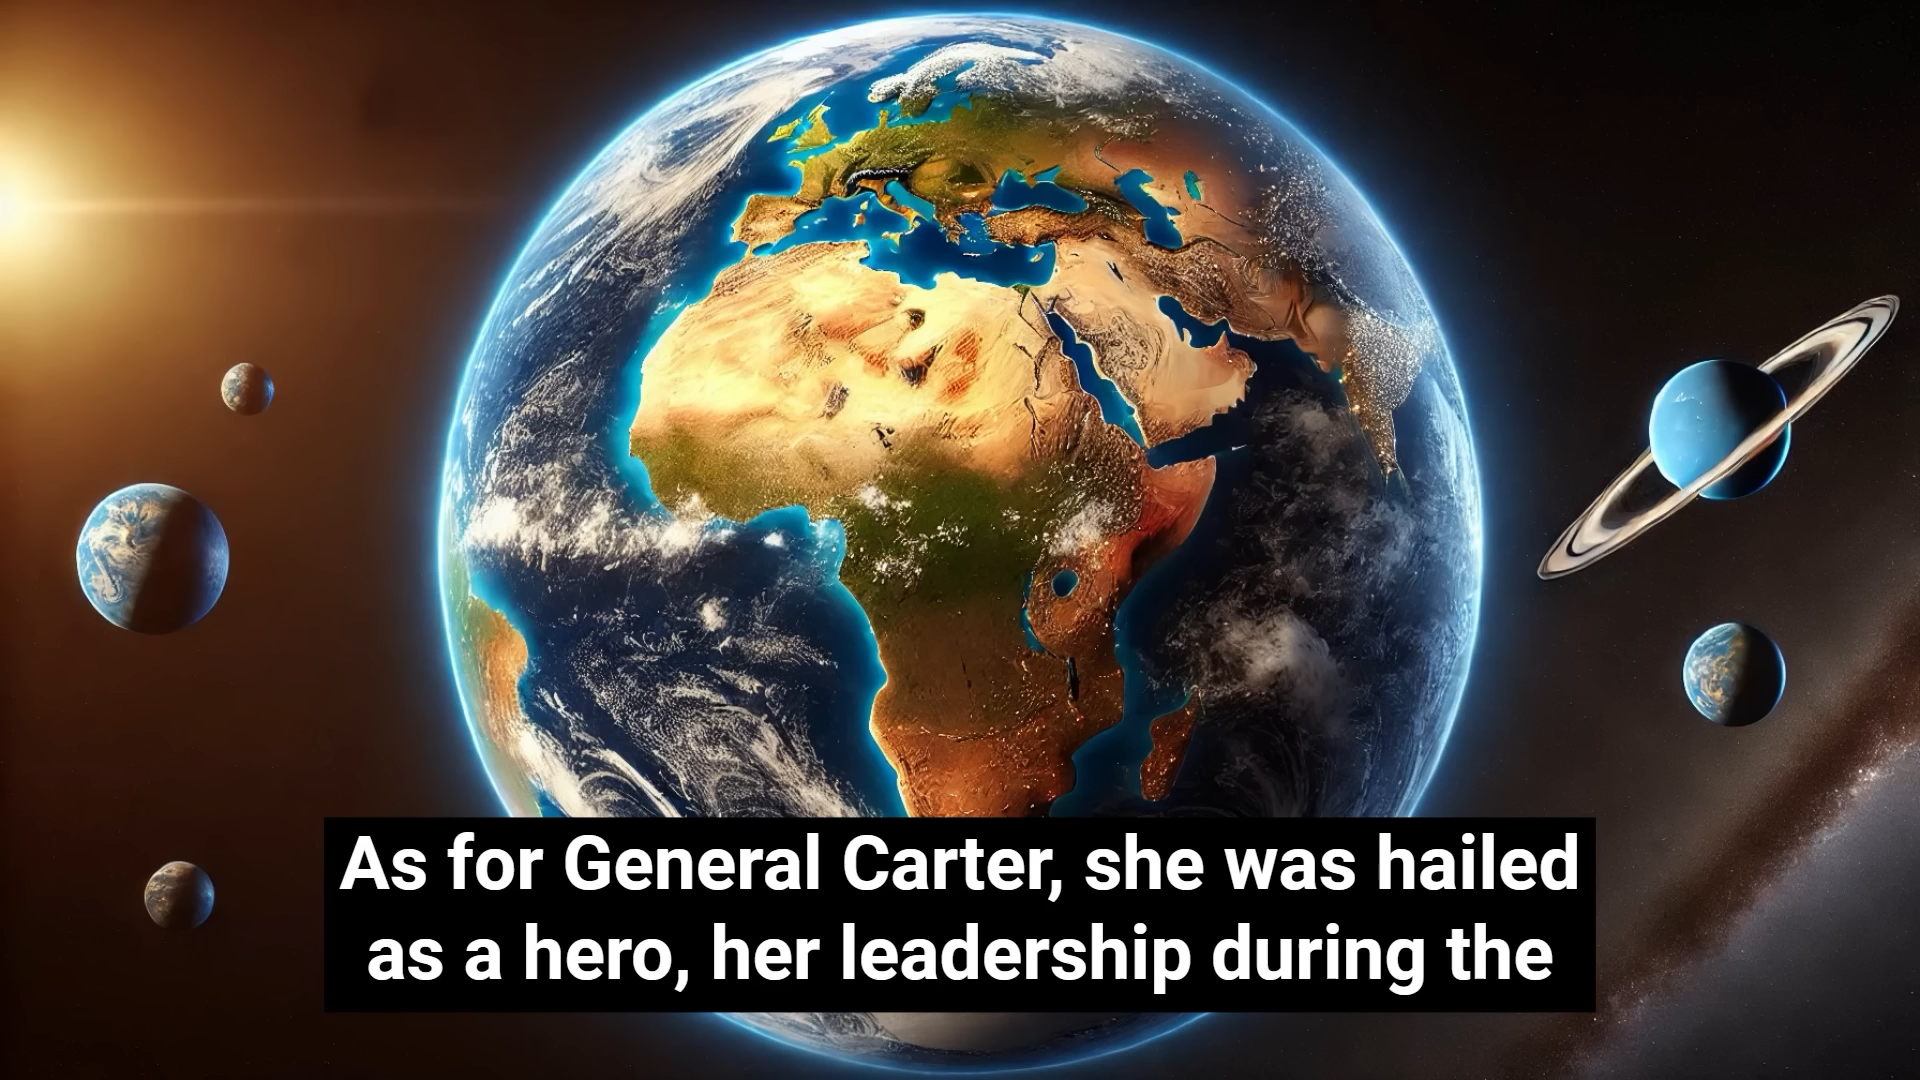 As for General Carter, she was hailed
as a hero, her leadership during the